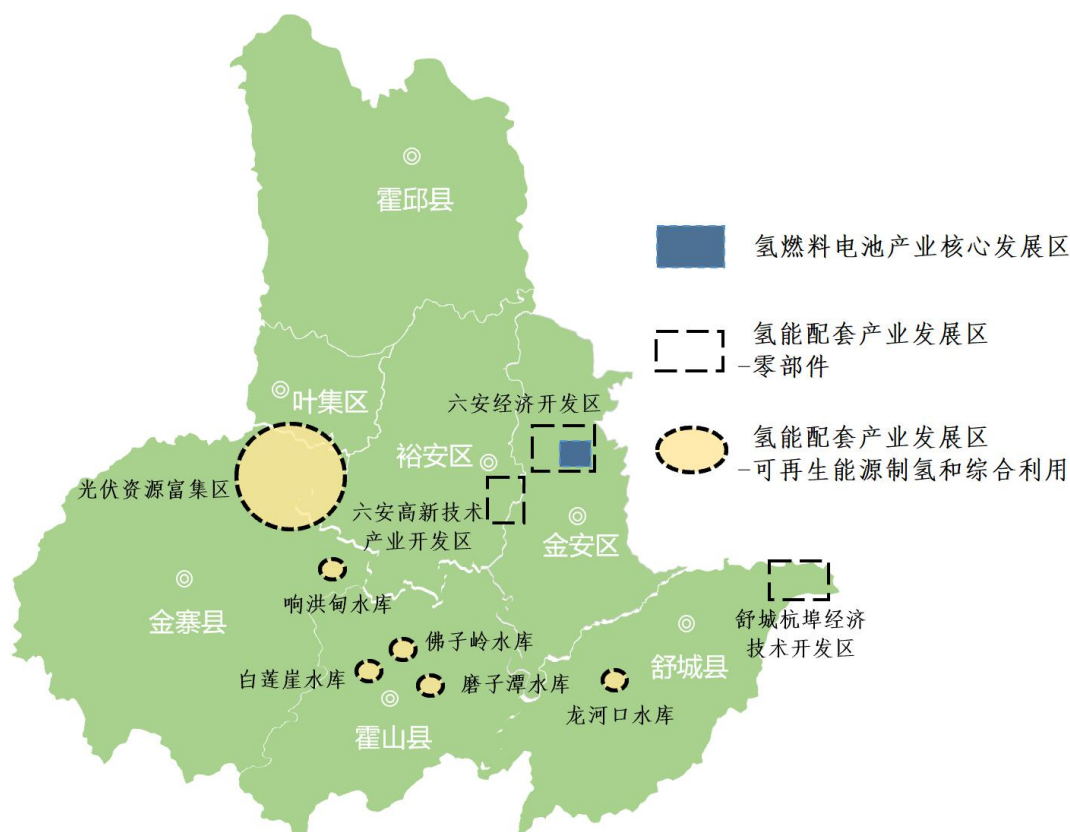 霍邱县
氢燃料电池产业核心发展区
氢能配套产业发展区
-零部件
叶集区
六安经济开发区
氢能配套产业发展区
-可再生能源制氢和综合利用
裕安区
光伏资源富集区
六安高新技术
产业开发区
金安区
响洪甸水库
金寨县
舒城杭埠经济
技术开发区
佛子岭水库
舒城县
白莲崖水库
磨子潭水库
龙河口水库
霍山县